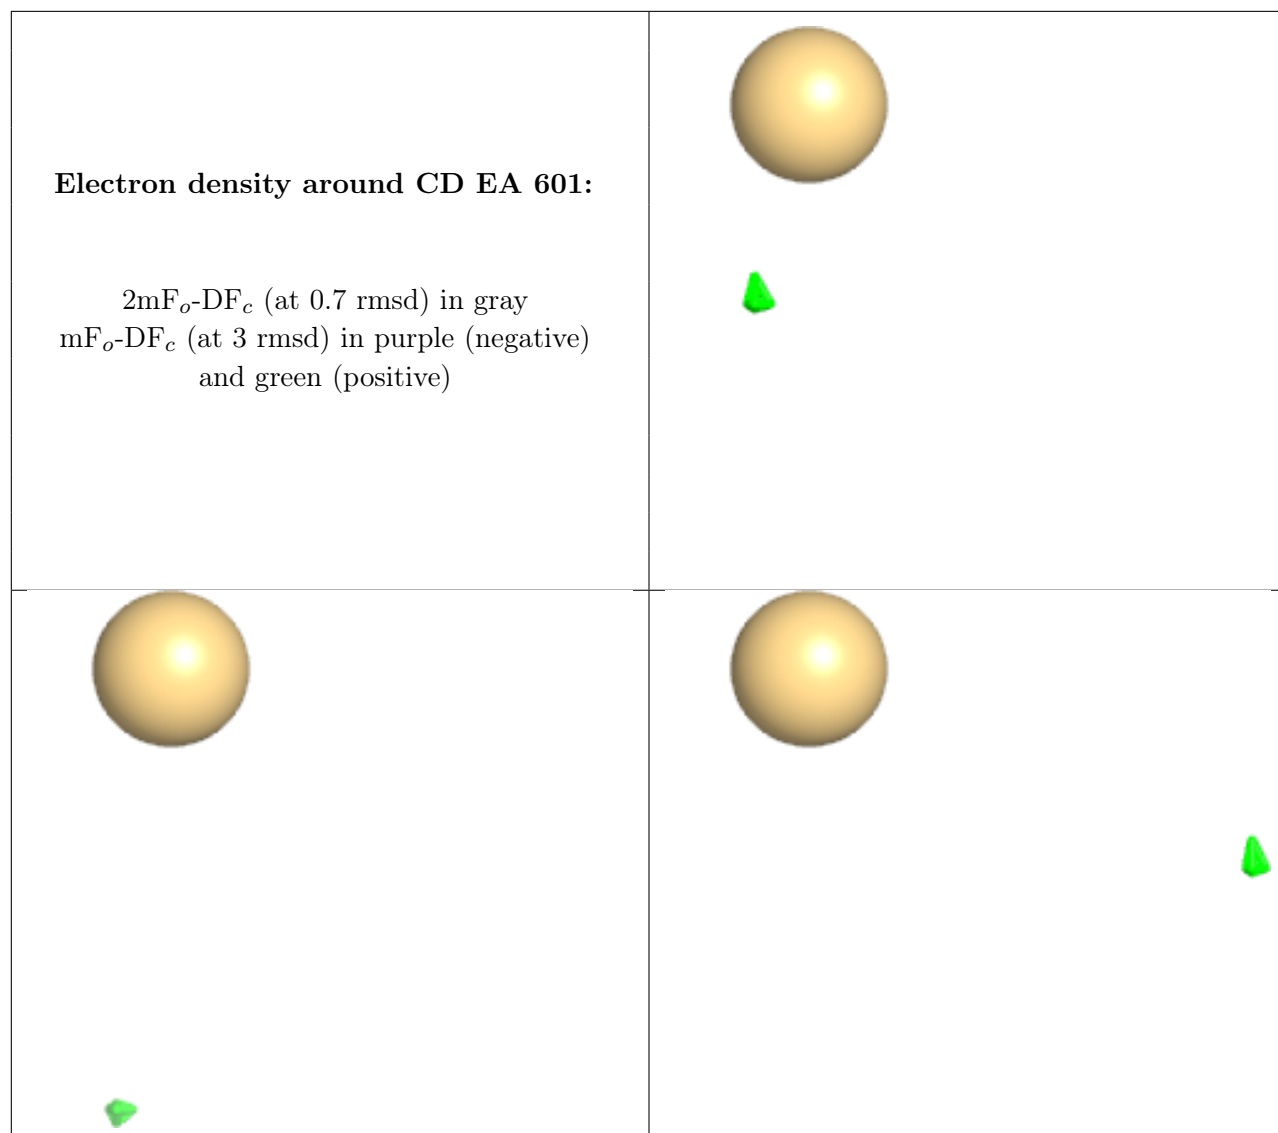 Electron density around CD EA 601:
2mFo-DFc (at 0.7 rmsd) in gray
mFo-DFc (at 3 rmsd) in purple (negative)
and green (positive)